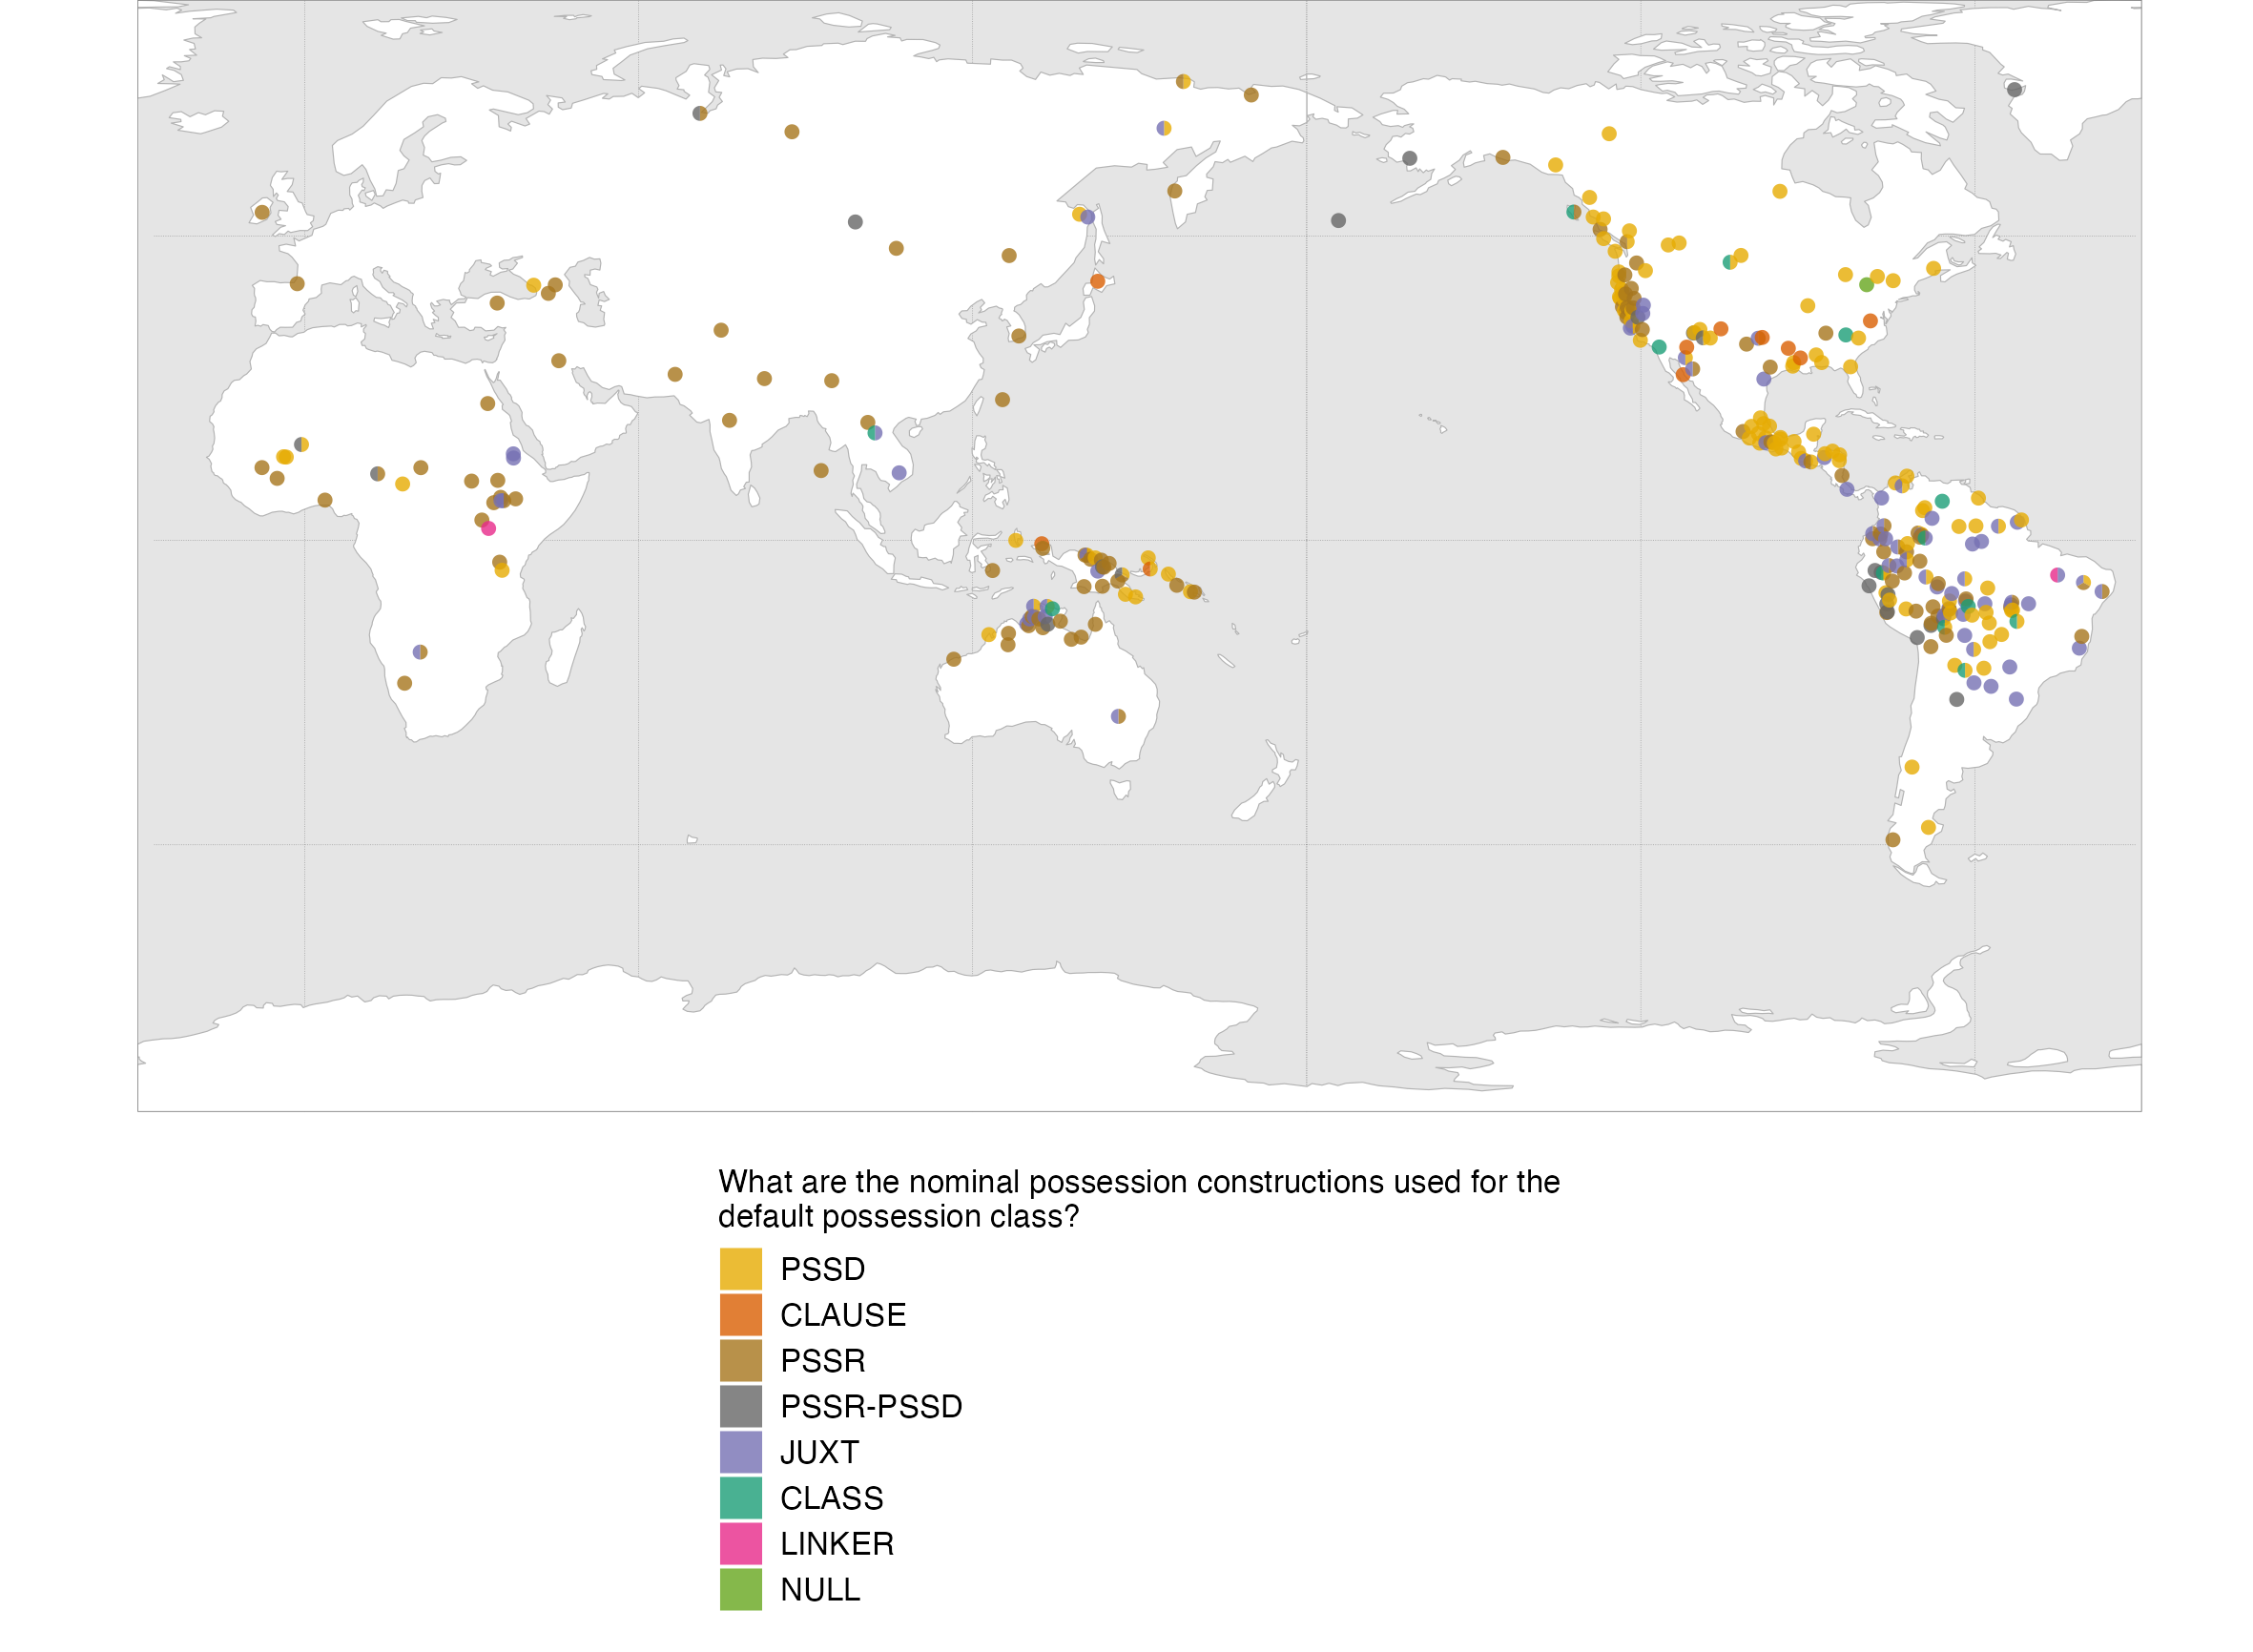 What are the nominal possession constructions used for the
default possession class?
PSSD
CLAUSE
PSSR
PSSR-PSSD
JUXT
CLASS
LINKER
NULL